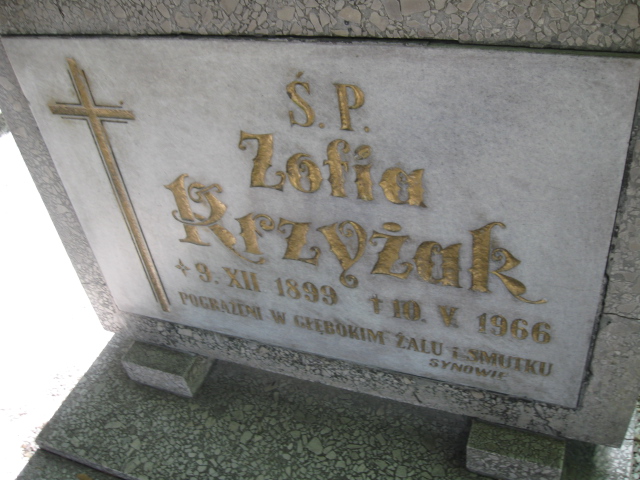 Ś. P.
Zofia
Krzyżak
* 9. XII 1899 † 10. V. 1966
POGRĄŻENI W GŁĘBOKIM ŻALU I SMUTKU
SYNOWIE